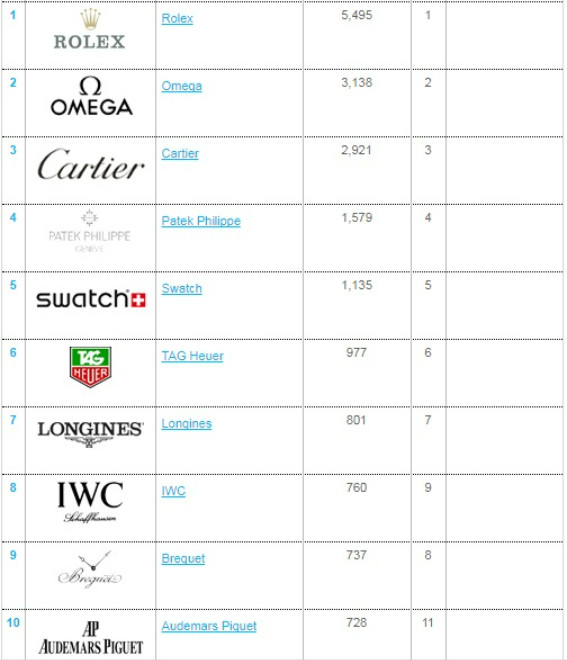 1 ROLEX Rolex 5,495 1
2 Ω OMEGA Omega 3,138 2
3 Cartier Cartier 2,921 3
4 PATEK PHILIPPE GENEVE Patek Philippe 1,579 4
5 swatch Swatch 1,135 5
6 TAG HEUER TAG Heuer 977 6
7 LONGINES Longines 801 7
8 IWC Schaffhausen IWC 760 9
9 Breguet Breguet 737 8
10 AP AUDEMARS PIGUET Audemars Piguet 728 11